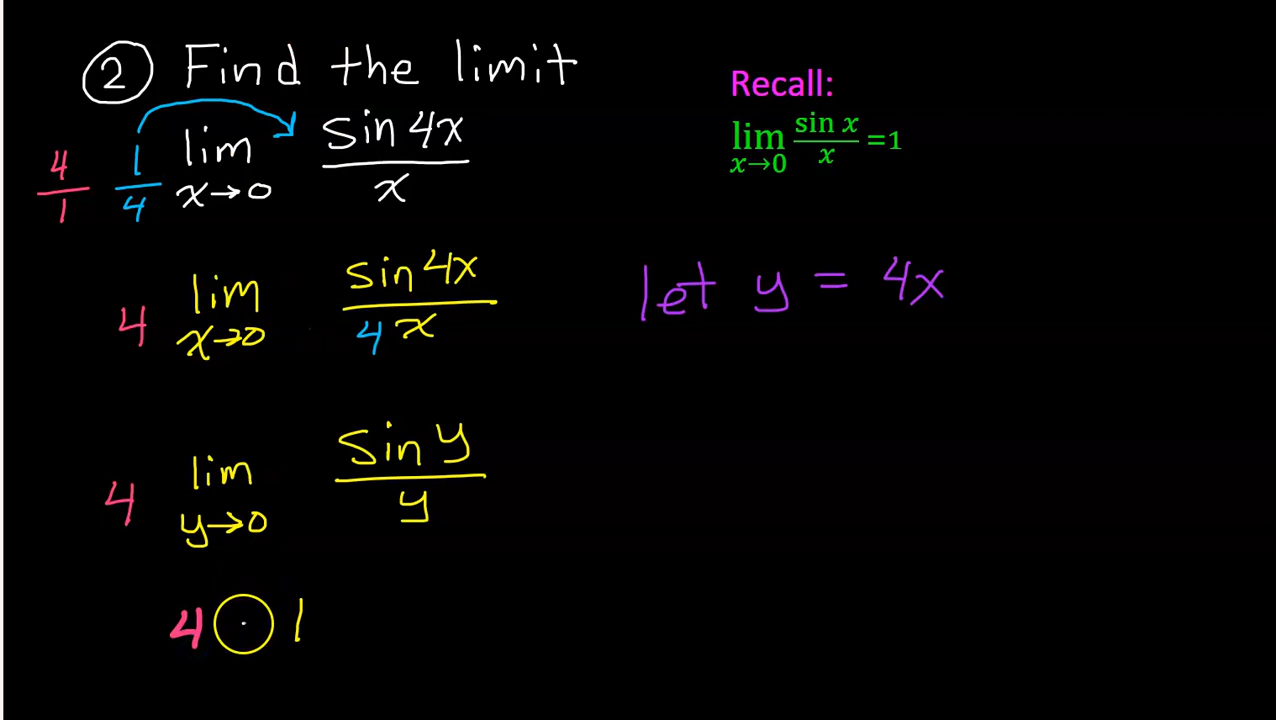 ② Find the limit
Recall:
lim x→0 sin x / x =1
4/1 1/4 lim x→0 sin 4x / x
4 lim x→0 sin 4x / 4x
let y = 4x
4 lim y→0 sin y / y
4 · 1